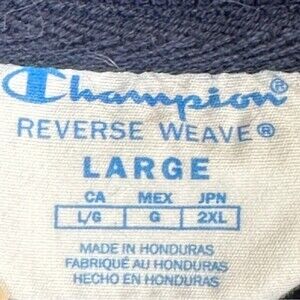 Champion®
REVERSE WEAVE®
LARGE
CA MEX JPN
L/G G 2XL
MADE IN HONDURAS
FABRIQUÉ AU HONDURAS
HECHO EN HONDURAS